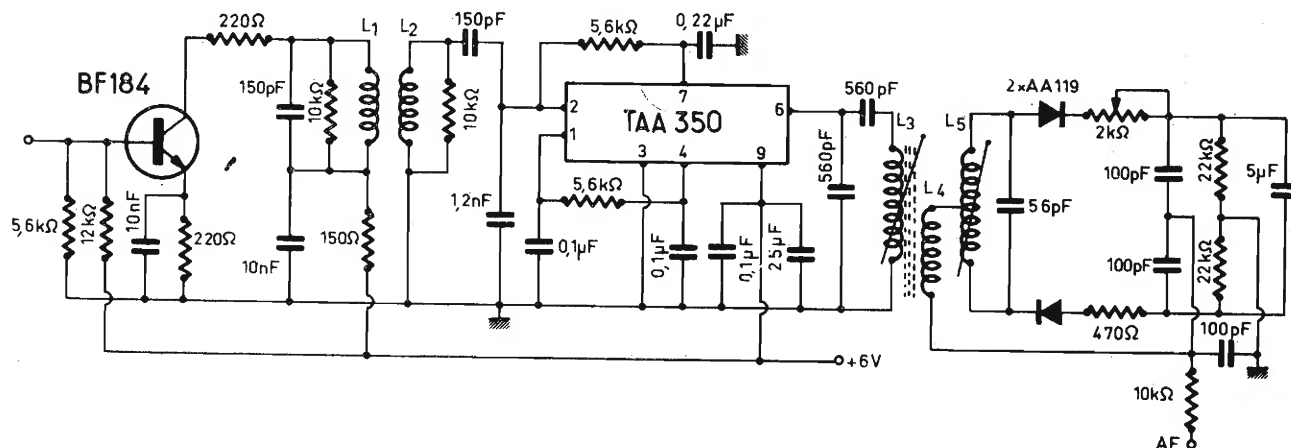 BF184
220Ω
150pF
10kΩ
L1
L2
150pF
10kΩ
5,6kΩ
0,22µF
TAA 350
2
1
7
6
3
4
9
5,6kΩ
12kΩ
10nF
220Ω
10nF
150Ω
1,2nF
0,1µF
5,6kΩ
0,1µF
0,1µF
25µF
560pF
560 pF
L3
L4
L5
56pF
2×AA119
2kΩ
100pF
100pF
22kΩ
22kΩ
5µF
470Ω
100pF
+6V
10kΩ
AF